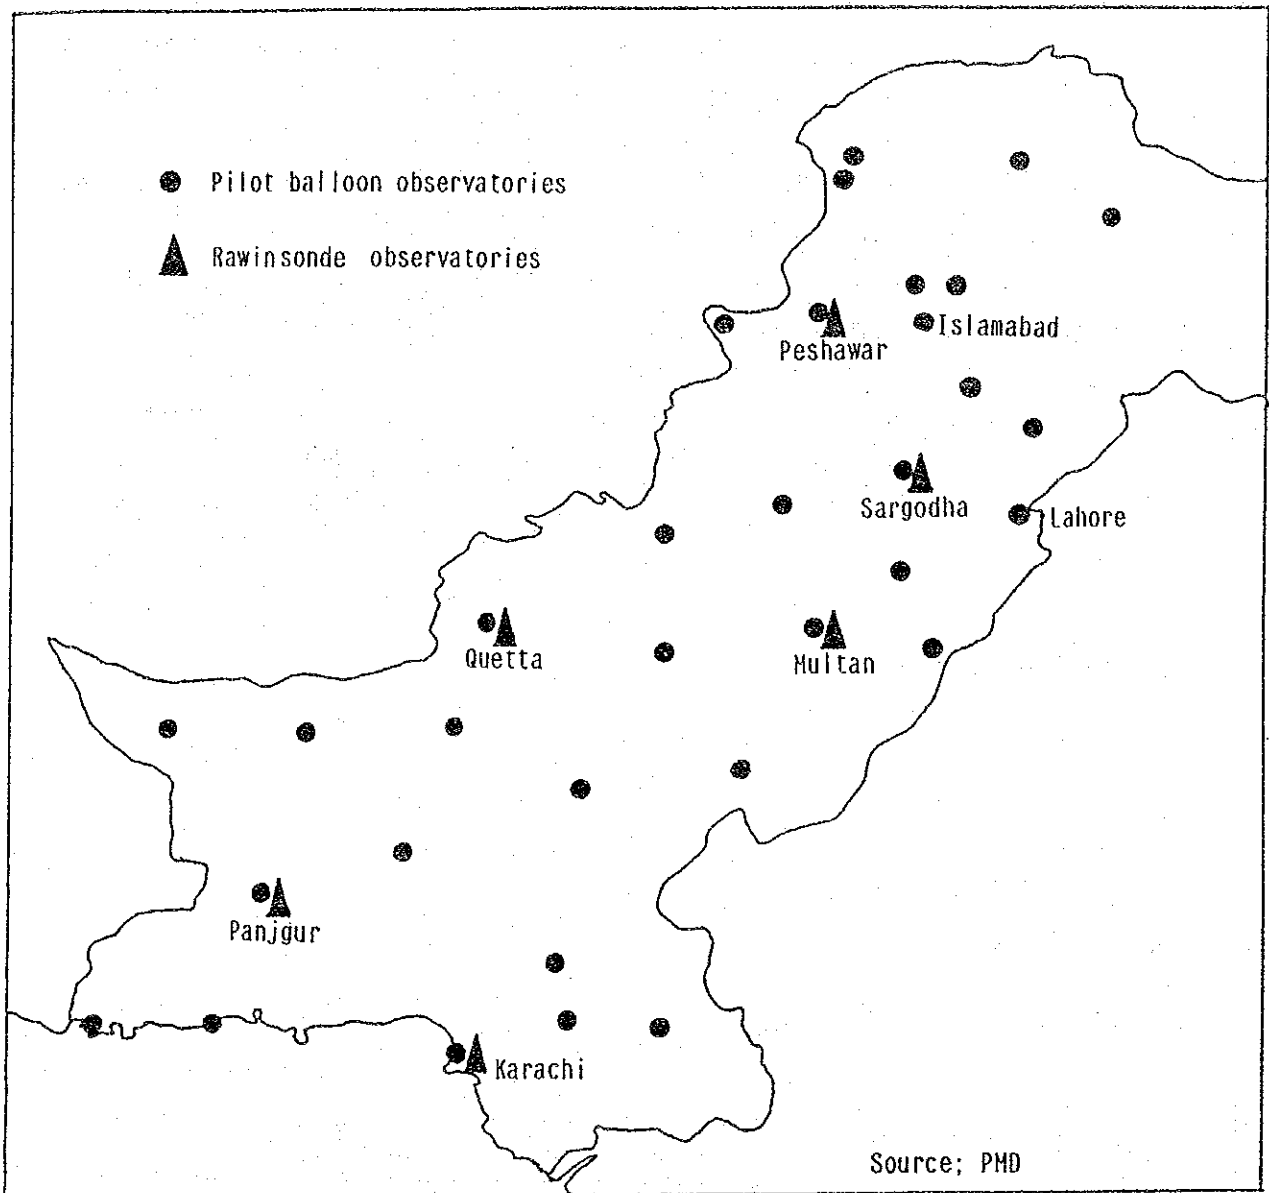 Pilot balloon observatories
Rawinsonde observatories
Islamabad
Peshawar
Sargodha
Lahore
Quetta
Multan
Panjgur
Karachi
Source; PMD